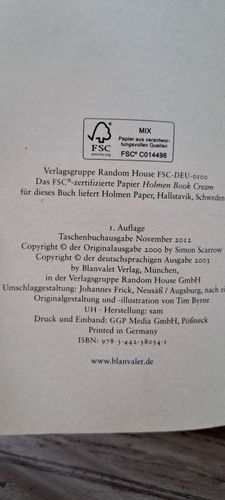 FSC
www.fsc.org
MIX
Papier aus verantwor-
tungsvollen Quellen
FSC® C014496
Verlagsgruppe Random House FSC-DEU-0100
Das FSC®-zertifizierte Papier Holmen Book Cream
für dieses Buch liefert Holmen Paper, Hallstavik, Schweden
1. Auflage
Taschenbuchausgabe November 2012
Copyright © der Originalausgabe 2000 by Simon Scarrow
Copyright © der deutschsprachigen Ausgabe 2003
by Blanvalet Verlag, München,
in der Verlagsgruppe Random House GmbH
Umschlaggestaltung: Johannes Frick, Neusäß / Augsburg, nach ei
Originalgestaltung und -illustration von Tim Byrne
UH · Herstellung: sam
Druck und Einband: GGP Media GmbH, Pößneck
Printed in Germany
ISBN: 978-3-442-38054-1
www.blanvalet.de